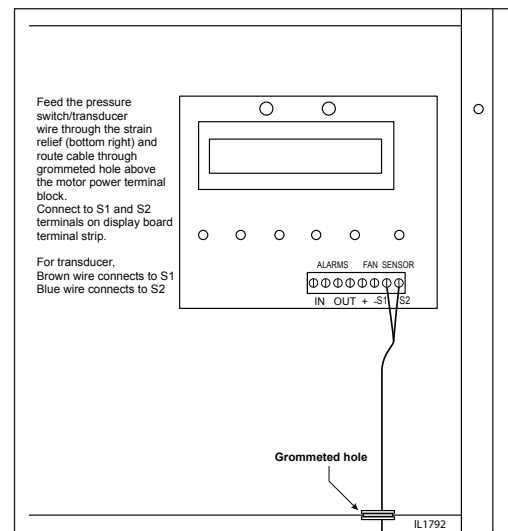 Feed the pressure
switch/transducer
wire through the strain
relief (bottom right) and
route cable through
grommeted hole above
the motor power terminal
block.
Connect to S1 and S2
terminals on display board
terminal strip.
For transducer,
Brown wire connects to S1
Blue wire connects to S2
ALARMS FAN SENSOR
IN OUT + -S1 S2
Grommeted hole
IL1792